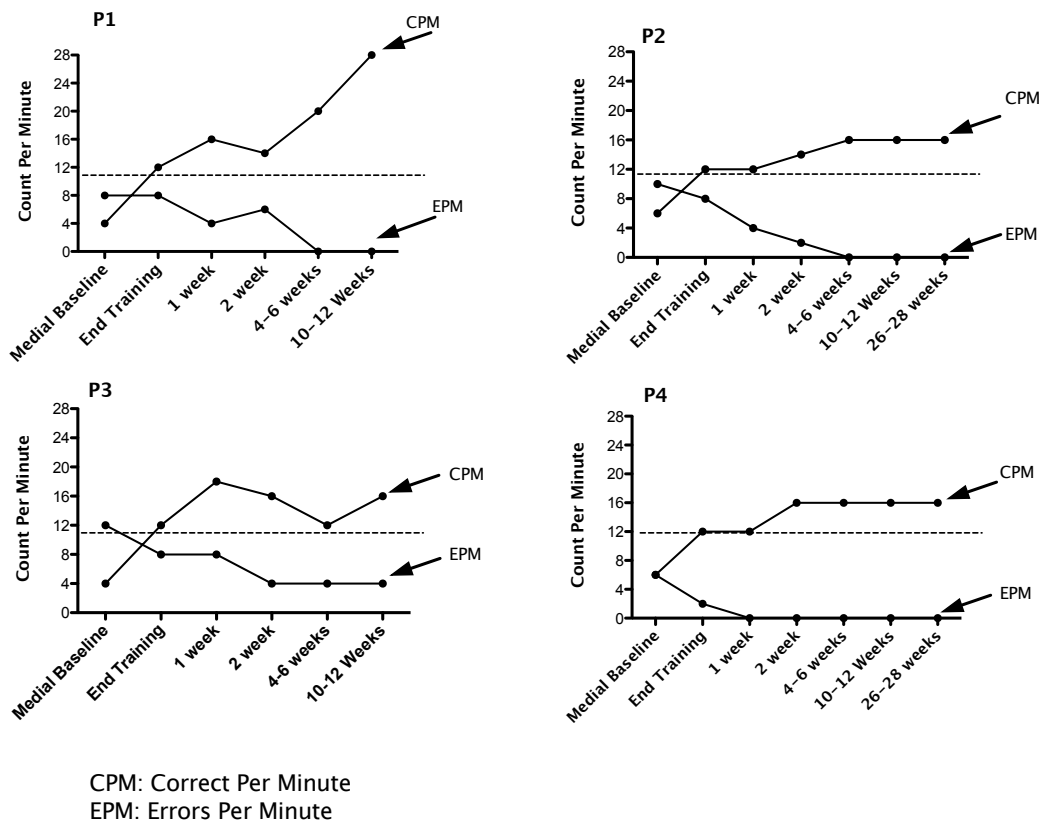 P1
CPM
28
24
20
16
12
8
4
0
Count Per Minute
EPM
Medial Baseline
End Training
1 week
2 week
4–6 weeks
10–12 Weeks
P2
CPM
28
24
20
16
12
8
4
0
Count Per Minute
EPM
Medial Baseline
End Training
1 week
2 week
4–6 weeks
10–12 Weeks
26–28 weeks
P3
28
24
20
16
12
8
4
0
Count Per Minute
CPM
EPM
Medial Baseline
End Training
1 week
2 week
4-6 weeks
10-12 Weeks
P4
28
24
20
16
12
8
4
0
Count Per Minute
CPM
EPM
Medial Baseline
End Training
1 week
2 week
4–6 weeks
10–12 Weeks
26–28 weeks
CPM: Correct Per Minute
EPM: Errors Per Minute